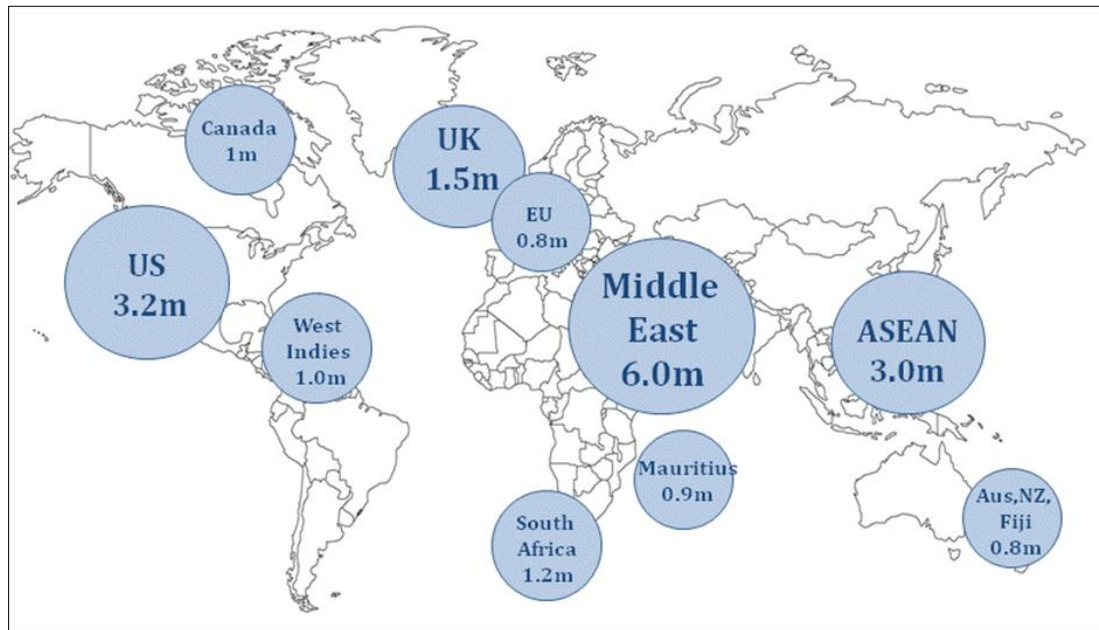 Canada
1m
UK
1.5m
EU
0.8m
US
3.2m
West
Indies
1.0m
Middle
East
6.0m
ASEAN
3.0m
Mauritius
0.9m
South
Africa
1.2m
Aus,NZ,
Fiji
0.8m